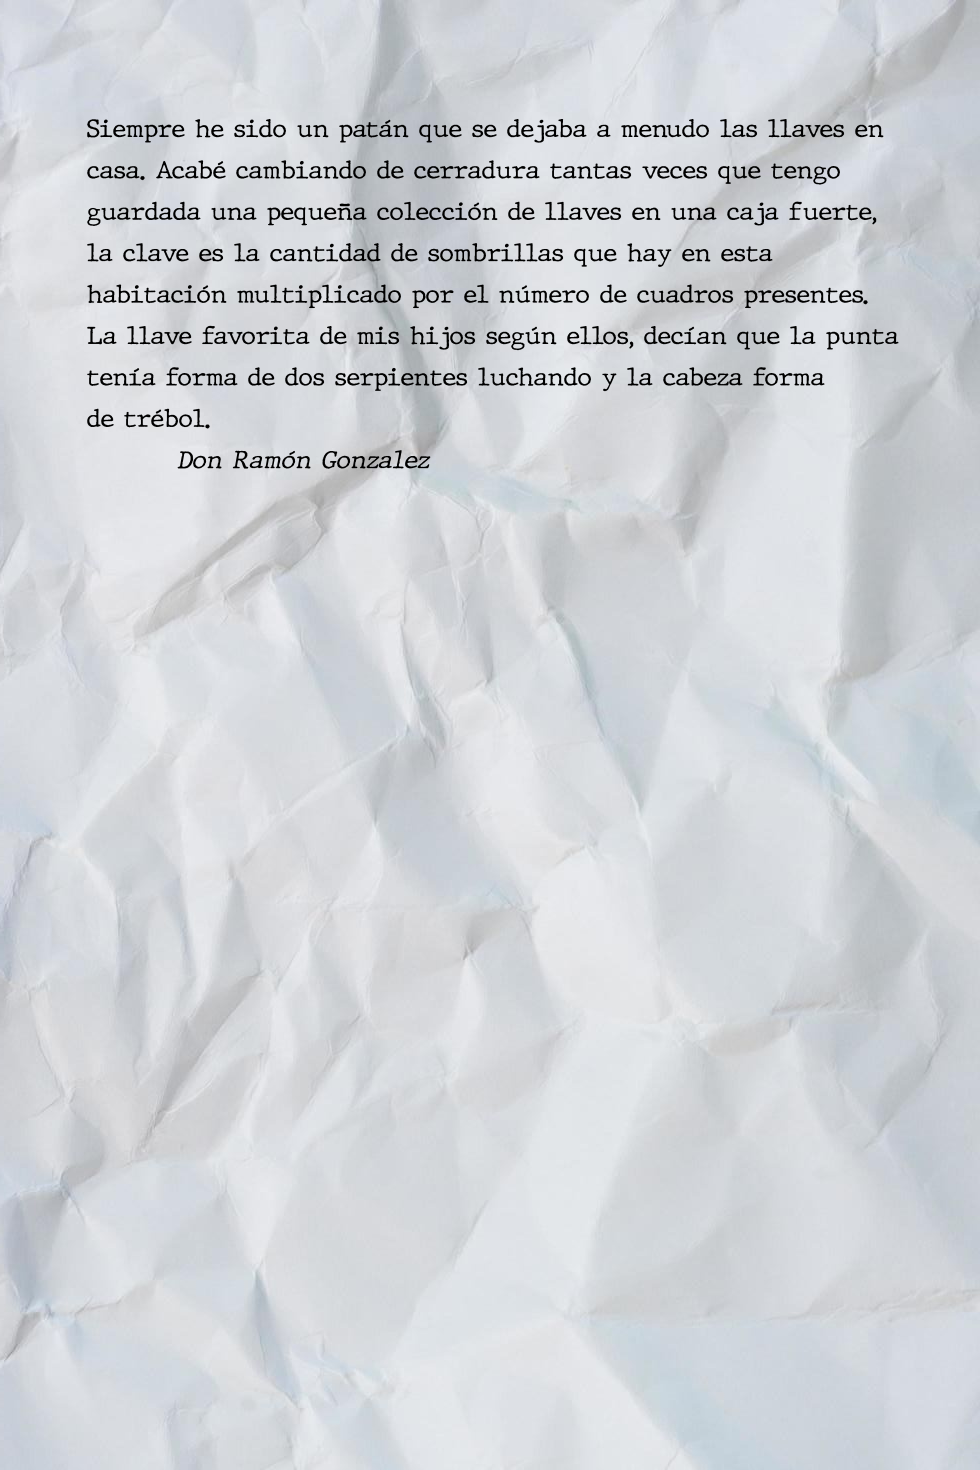 Siempre he sido un patán que se dejaba a menudo las llaves en
casa. Acabé cambiando de cerradura tantas veces que tengo
guardada una pequeña colección de llaves en una caja fuerte,
la clave es la cantidad de sombrillas que hay en esta
habitación multiplicado por el número de cuadros presentes.
La llave favorita de mis hijos según ellos, decían que la punta
tenía forma de dos serpientes luchando y la cabeza forma
de trébol.
Don Ramón Gonzalez